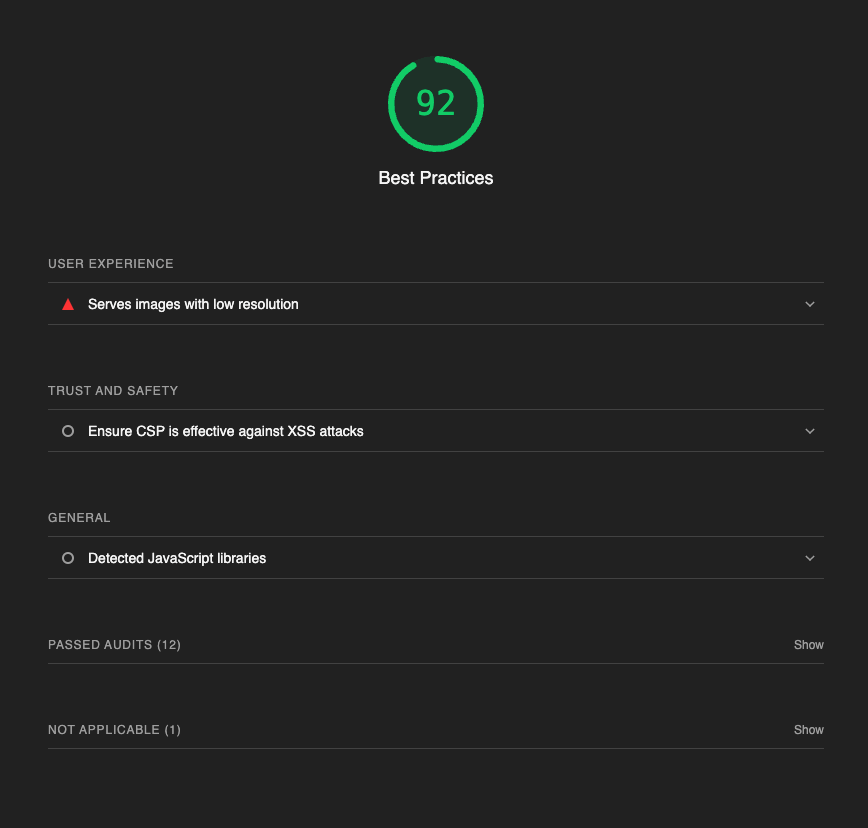 92
Best Practices
USER EXPERIENCE
Serves images with low resolution
TRUST AND SAFETY
Ensure CSP is effective against XSS attacks
GENERAL
Detected JavaScript libraries
PASSED AUDITS (12) Show
NOT APPLICABLE (1) Show